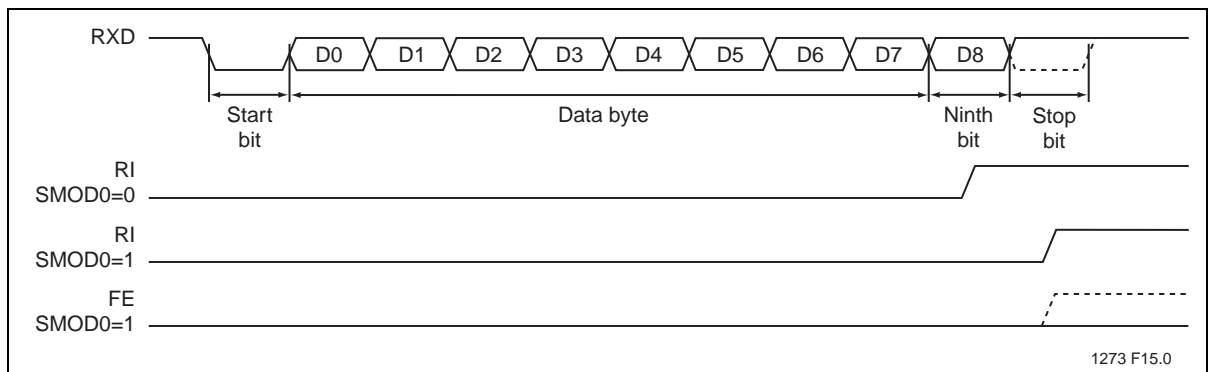 RXD
D0 D1 D2 D3 D4 D5 D6 D7 D8
Start
bit
Data byte
Ninth
bit
Stop
bit
RI
SMOD0=0
RI
SMOD0=1
FE
SMOD0=1
1273 F15.0